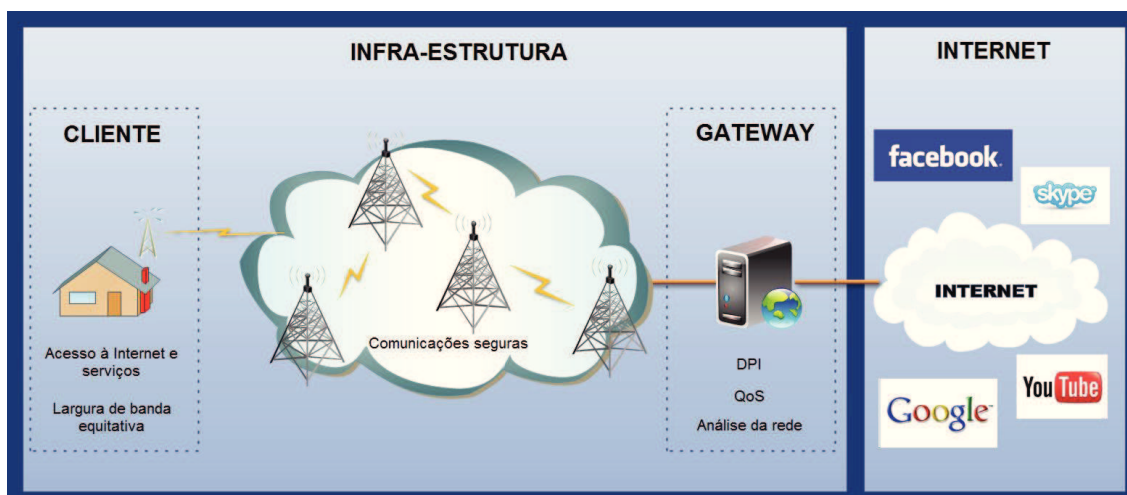 INFRA-ESTRUTURA
CLIENTE
Acesso à Internet e
serviços
Largura de banda
equitativa
Comunicações seguras
GATEWAY
DPI
QoS
Análise da rede
INTERNET
facebook.
skype
INTERNET
Google
You Tube